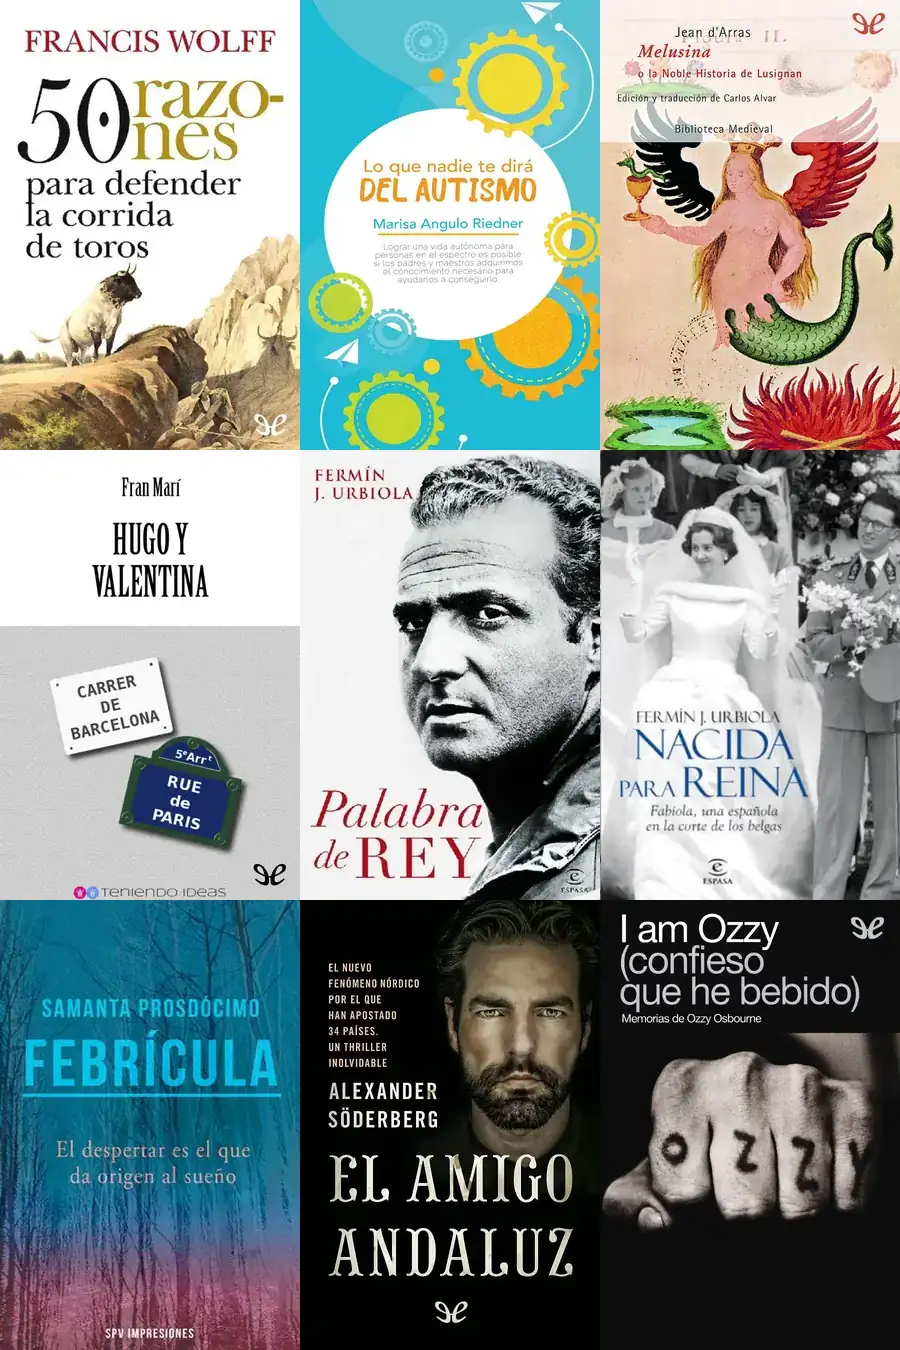 FRANCIS WOLFF
50 razo-
nes
para defender
la corrida
de toros
Lo que nadie te dirá
DEL AUTISMO
Marisa Angulo Riedner
Lograr una vida autónoma para
personas en el espectro es posible
si los padres y maestros adquirimos
el conocimiento necesario para
ayudarlos a conseguirlo.
Jean d'Arras
Melusina
o la Noble Historia de Lusignan
Edición y traducción de Carlos Alvar
Biblioteca Medieval
Fran Marí
HUGO Y
VALENTINA
CARRER
DE
BARCELONA
5eArrt
RUE
de
PARIS
TENIENDO IDEAS
FERMÍN
J. URBIOLA
Palabra
de REY
ESPASA
FERMÍN J. URBIOLA
NACIDA
PARA REINA
Fabiola, una española
en la corte de los belgas
ESPASA
SAMANTA PROSDÓCIMO
FEBRÍCULA
El despertar es el que
da origen al sueño
SPV IMPRESIONES
EL NUEVO
FENÓMENO NÓRDICO
POR EL QUE
HAN APOSTADO
34 PAÍSES.
UN THRILLER
INOLVIDABLE
ALEXANDER
SÖDERBERG
EL AMIGO
ANDALUZ
I am Ozzy
(confieso
que he bebido)
Memorias de Ozzy Osbourne
OZZY